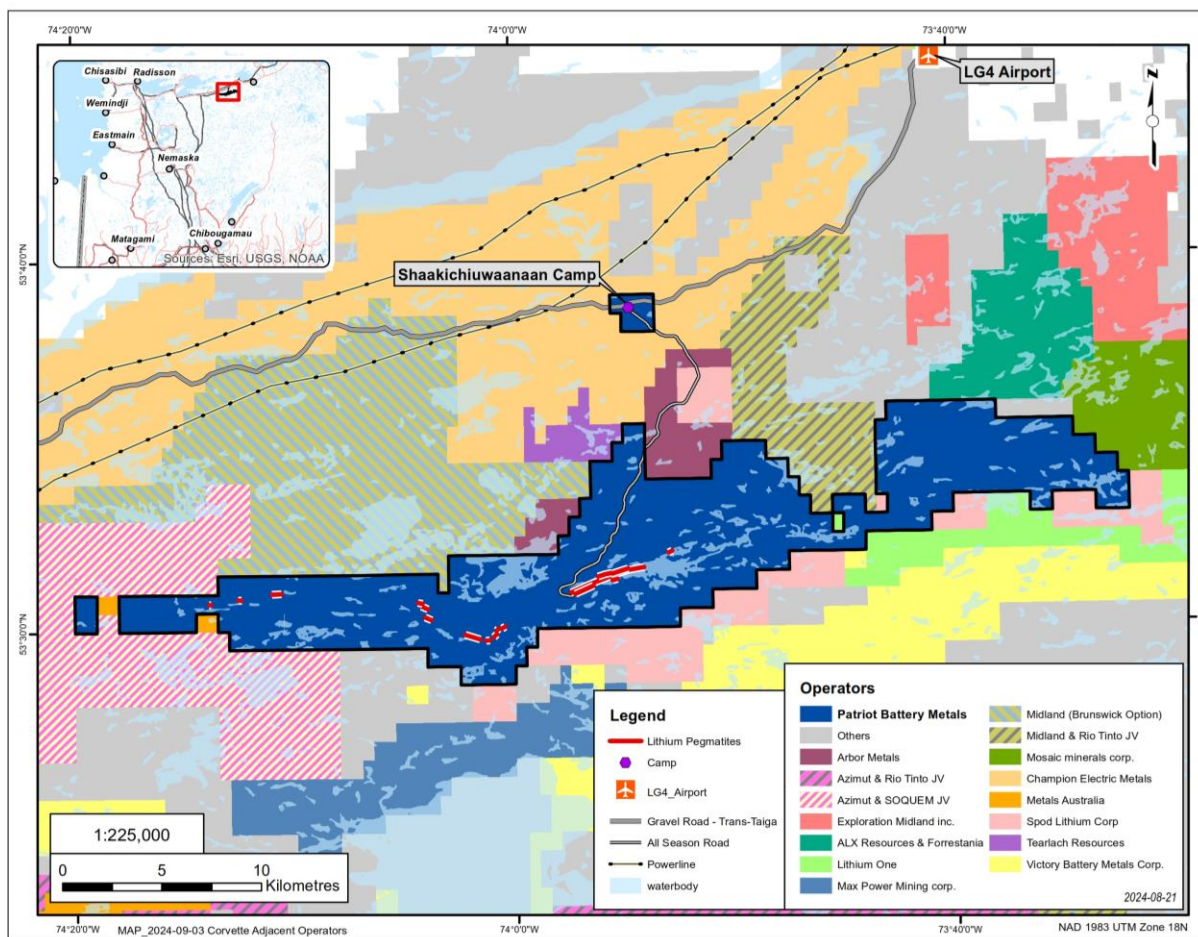 74°20'0"W
74°0'0"W
73°40'0"W
Chisasibi
Radisson
Wemindji
Eastmain
Nemaska
Matagami
Chibougamau
Sources: Esri, USGS, NOAA
LG4 Airport
N
53°40'0"N
Shaakichiuwaanaan Camp
53°30'0"N
1:225,000
0 5 10
Kilometres
Legend
Lithium Pegmatites
Camp
LG4_Airport
Gravel Road - Trans-Taiga
All Season Road
Powerline
waterbody
Operators
Patriot Battery Metals
Others
Arbor Metals
Azimut & Rio Tinto JV
Azimut & SOQUEM JV
Exploration Midland inc.
ALX Resources & Forrestania
Lithium One
Max Power Mining corp.
Midland (Brunswick Option)
Midland & Rio Tinto JV
Mosaic minerals corp.
Champion Electric Metals
Metals Australia
Spod Lithium Corp
Tearlach Resources
Victory Battery Metals Corp.
2024-08-21
74°20'0"W
74°0'0"W
73°40'0"W
MAP_2024-09-03 Corvette Adjacent Operators
NAD 1983 UTM Zone 18N